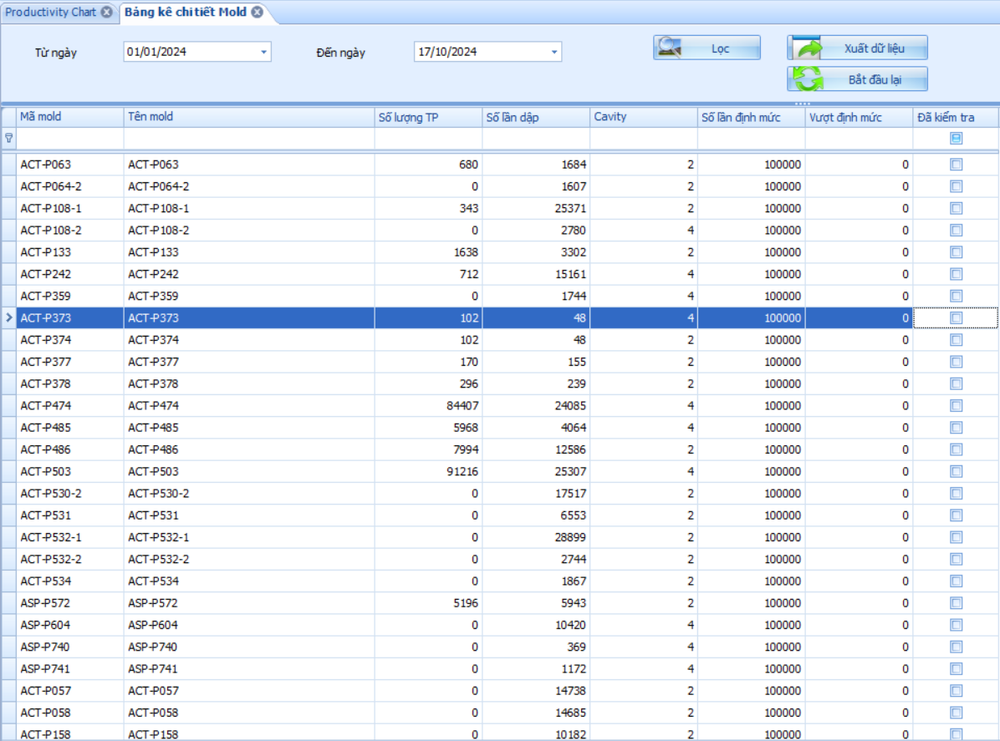 Productivity Chart Bảng kê chi tiết Mold
Từ ngày 01/01/2024 Đến ngày 17/10/2024 Lọc Xuất dữ liệu
Bắt đầu lại
Mã mold Tên mold Số lượng TP Số lần dập Cavity Số lần định mức Vượt định mức Đã kiểm tra
ACT-P063 ACT-P063 680 1684 2 100000 0
ACT-P064-2 ACT-P064-2 0 1607 2 100000 0
ACT-P108-1 ACT-P108-1 343 25371 2 100000 0
ACT-P108-2 ACT-P108-2 0 2780 4 100000 0
ACT-P133 ACT-P133 1638 3302 2 100000 0
ACT-P242 ACT-P242 712 15161 4 100000 0
ACT-P359 ACT-P359 0 1744 4 100000 0
ACT-P373 ACT-P373 102 48 4 100000 0
ACT-P374 ACT-P374 102 48 2 100000 0
ACT-P377 ACT-P377 170 155 2 100000 0
ACT-P378 ACT-P378 296 239 2 100000 0
ACT-P474 ACT-P474 84407 24085 4 100000 0
ACT-P485 ACT-P485 5968 4064 4 100000 0
ACT-P486 ACT-P486 7994 12586 2 100000 0
ACT-P503 ACT-P503 91216 25307 4 100000 0
ACT-P530-2 ACT-P530-2 0 17517 2 100000 0
ACT-P531 ACT-P531 0 6553 2 100000 0
ACT-P532-1 ACT-P532-1 0 28899 2 100000 0
ACT-P532-2 ACT-P532-2 0 2744 2 100000 0
ACT-P534 ACT-P534 0 1867 2 100000 0
ASP-P572 ASP-P572 5196 5943 2 100000 0
ASP-P604 ASP-P604 0 10420 4 100000 0
ASP-P740 ASP-P740 0 369 4 100000 0
ASP-P741 ASP-P741 0 1172 4 100000 0
ACT-P057 ACT-P057 0 14738 2 100000 0
ACT-P058 ACT-P058 0 14685 2 100000 0
ACT-P158 ACT-P158 0 10182 2 100000 0